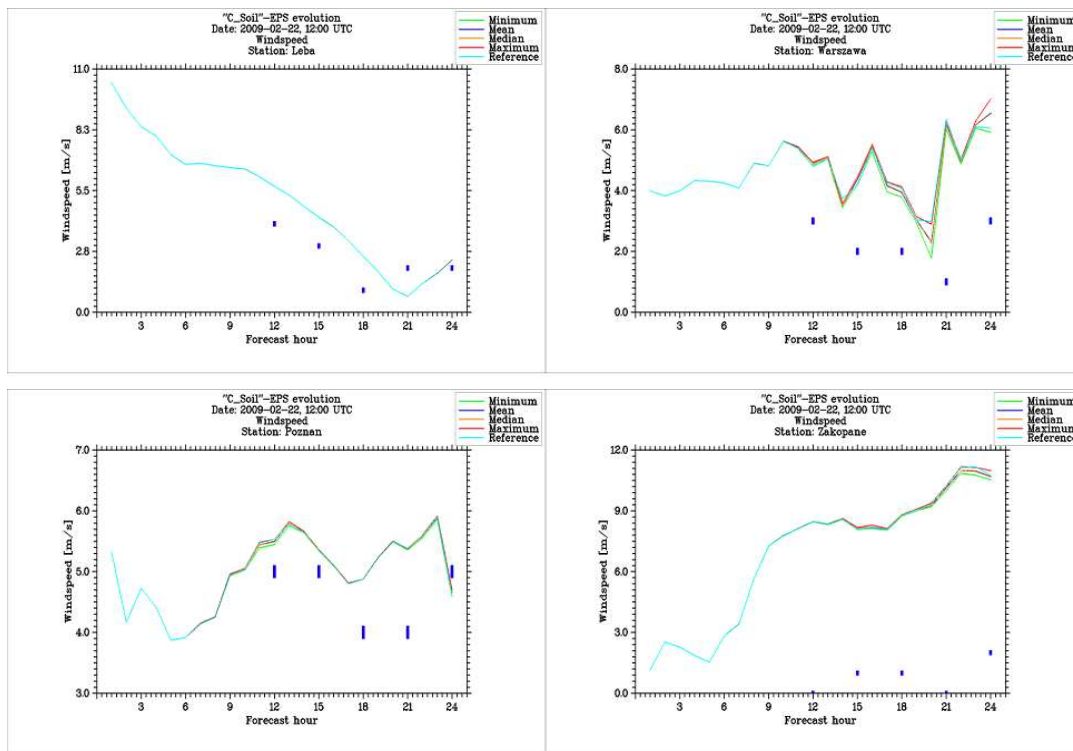 "C_Soil"-EPS evolution
Date: 2009-02-22, 12:00 UTC
Windspeed
Station: Leba
Minimum
Mean
Median
Maximum
Reference
Windspeed [m/s]
11.0
8.3
5.5
2.8
0.0
3 6 9 12 15 18 21 24
Forecast hour
"C_Soil"-EPS evolution
Date: 2009-02-22, 12:00 UTC
Windspeed
Station: Warszawa
Minimum
Mean
Median
Maximum
Reference
Windspeed [m/s]
8.0
6.0
4.0
2.0
0.0
3 6 9 12 15 18 21 24
Forecast hour
"C_Soil"-EPS evolution
Date: 2009-02-22, 12:00 UTC
Windspeed
Station: Poznan
Minimum
Mean
Median
Maximum
Reference
Windspeed [m/s]
7.0
6.0
5.0
4.0
3.0
3 6 9 12 15 18 21 24
Forecast hour
"C_Soil"-EPS evolution
Date: 2009-02-22, 12:00 UTC
Windspeed
Station: Zakopane
Minimum
Mean
Median
Maximum
Reference
Windspeed [m/s]
12.0
9.0
6.0
3.0
0.0
3 6 9 12 15 18 21 24
Forecast hour